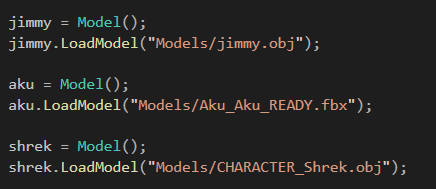 jimmy = Model();
jimmy.LoadModel("Models/jimmy.obj");
aku = Model();
aku.LoadModel("Models/Aku_Aku_READY.fbx");
shrek = Model();
shrek.LoadModel("Models/CHARACTER_Shrek.obj");